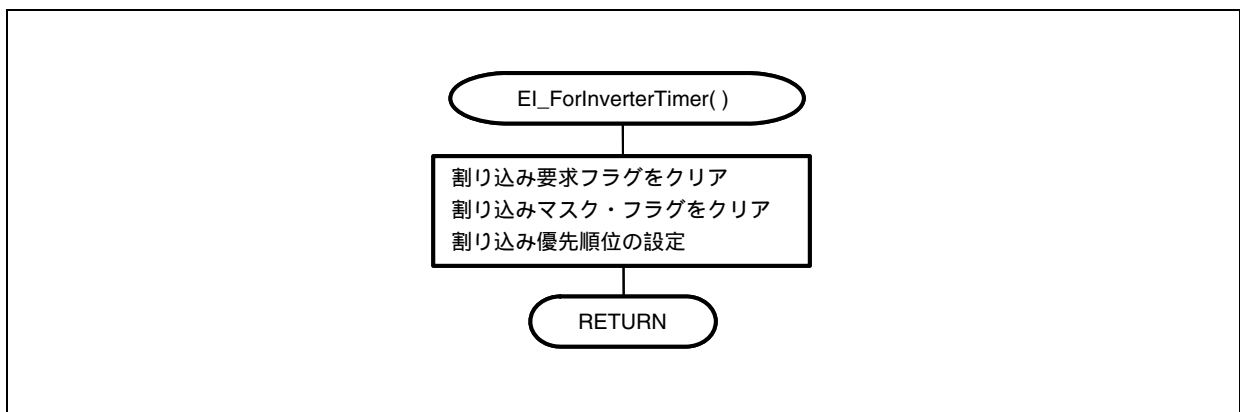 EI_ForInverterTimer( )
割り込み要求フラグをクリア
割り込みマスク・フラグをクリア
割り込み優先順位の設定
RETURN